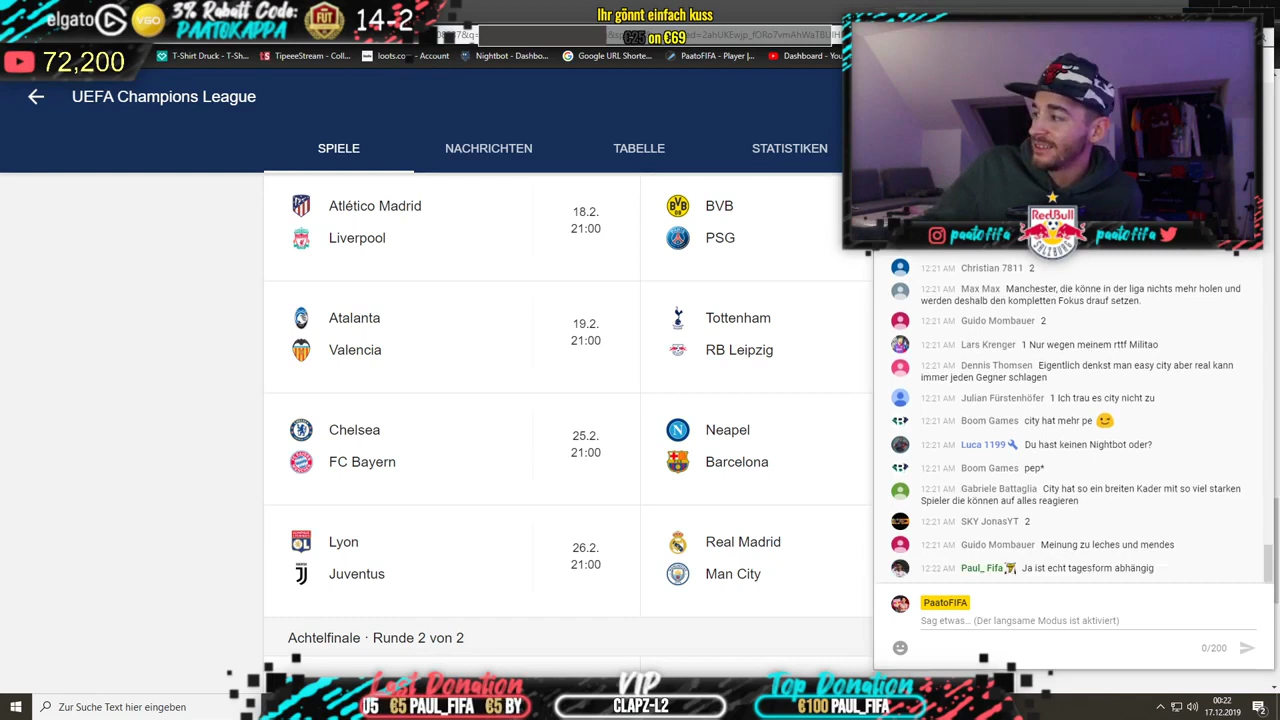 elgato
VGO
3% Rabatt Code:
PAATOKAPPA
FUT
14-2
Ihr gönnt einfach kuss
€25 on €69
72,200
T-Shirt Druck - T-Sh...
TipeeeStream - Coll...
loots.com - Account
Nightbot - Dashbo...
Google URL Shorte...
PaatoFIFA - Player |...
Dashboard - You
UEFA Champions League
SPIELE
NACHRICHTEN
TABELLE
STATISTIKEN
Atlético Madrid
Liverpool
18.2.
21:00
BVB
PSG
Atalanta
Valencia
19.2.
21:00
Tottenham
RB Leipzig
Chelsea
FC Bayern
25.2.
21:00
Neapel
Barcelona
Lyon
Juventus
26.2.
21:00
Real Madrid
Man City
Achtelfinale · Runde 2 von 2
paatofifa
RedBull
SALZBURG
paatofifa
Christian 7811 2
12:21 AM Max Max Manchester, die könne in der liga nichts mehr holen und
werden deshalb den kompletten Fokus drauf setzen.
12:21 AM Guido Mombauer 2
12:21 AM Lars Krenger 1 Nur wegen meinem rttf Militao
12:21 AM Dennis Thomsen Eigentlich denkst man easy city aber real kann
immer jeden Gegner schlagen
12:21 AM Julian Fürstenhöfer 1 Ich trau es city nicht zu
12:21 AM Boom Games city hat mehr pe
12:21 AM Luca 1199 Du hast keinen Nightbot oder?
12:21 AM Boom Games pep*
12:21 AM Gabriele Battaglia City hat so ein breiten Kader mit so viel starken
Spieler die können auf alles reagieren
12:21 AM SKY JonasYT 2
12:21 AM Guido Mombauer Meinung zu leches und mendes
12:22 AM Paul_ Fifa Ja ist echt tagesform abhängig
PaatoFIFA
Sag etwas... (Der langsame Modus ist aktiviert)
0/200
Last Donation
€5 PAUL_FIFA €5 BY
VIP
CLAPZ-L2
Top Donation
€100 PAUL_FIFA
Zur Suche Text hier eingeben
00:22
17.12.2019
2